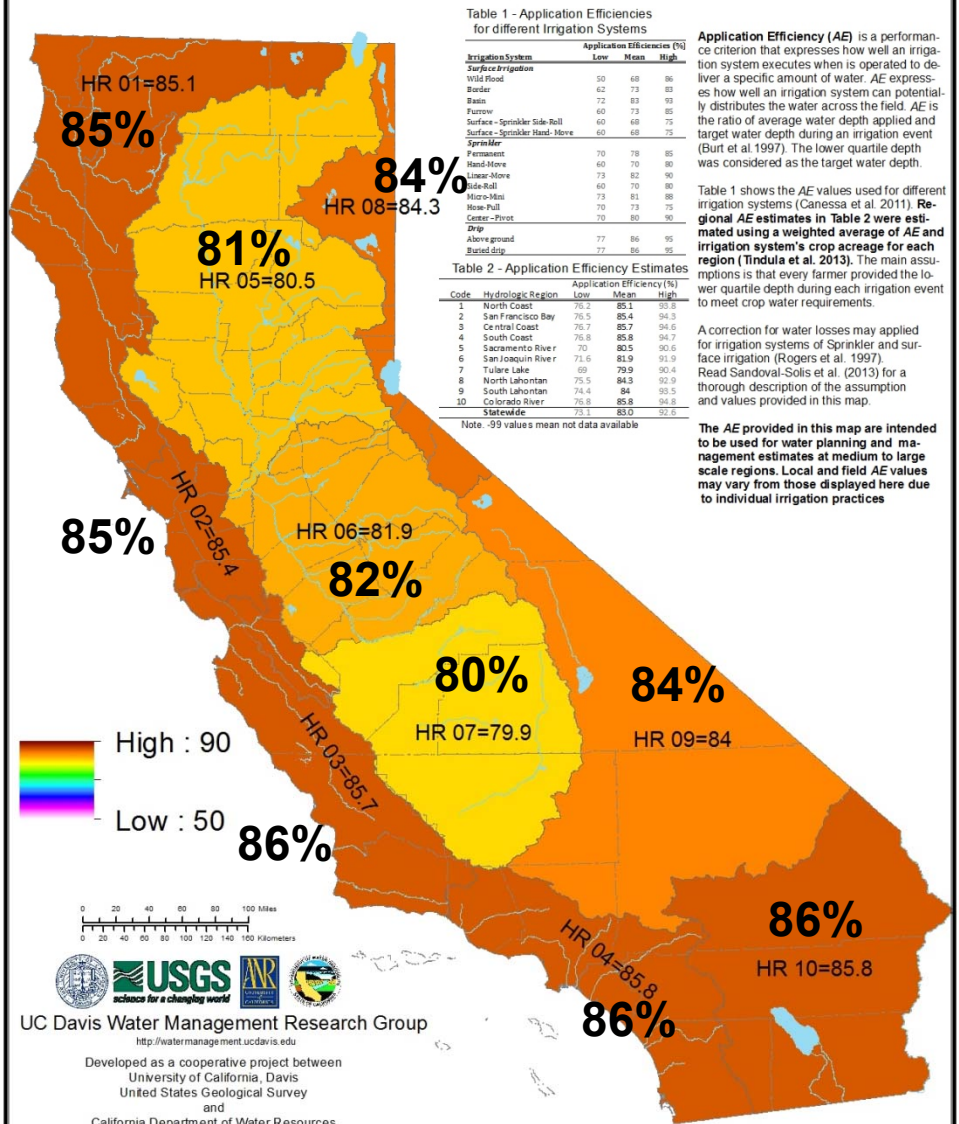 Table 1 - Application Efficiencies
for different Irrigation Systems
Application Efficiencies (%)
Irrigation System Low Mean High
Surface Irrigation
Wild Flood 50 68 86
Border 62 73 83
Basin 72 83 93
Furrow 60 73 85
Surface – Sprinkler Side-Roll 60 68 75
Surface – Sprinkler Hand-Move 60 68 75
Sprinkler
Permanent 70 78 85
Hand-Move 60 70 80
Linear-Move 73 82 90
Side-Roll 60 70 80
Micro-Mini 73 81 88
Hose-Pull 70 73 75
Center – Pivot 70 80 90
Drip
Above ground 77 86 95
Buried drip 77 86 95
Table 2 - Application Efficiency Estimates
Application Efficiency (%)
Code Hydrologic Region Low Mean High
1 North Coast 76.2 85.1 93.8
2 San Francisco Bay 76.5 85.4 94.3
3 Central Coast 76.7 85.7 94.6
4 South Coast 76.8 85.8 94.7
5 Sacramento River 70 80.5 90.6
6 San Joaquin River 71.6 81.9 91.9
7 Tulare Lake 69 79.9 90.4
8 North Lahontan 75.5 84.3 92.9
9 South Lahontan 74.4 84 93.5
10 Colorado River 76.8 85.8 94.8
Statewide 73.1 83.0 92.6
Note. -99 values mean not data available
Application Efficiency (AE) is a performan-
ce criterion that expresses how well an irriga-
tion system executes when is operated to de-
liver a specific amount of water. AE express-
es how well an irrigation system can potential-
ly distributes the water across the field. AE is
the ratio of average water depth applied and
target water depth during an irrigation event
(Burt et al.1997). The lower quartile depth
was considered as the target water depth.
Table 1 shows the AE values used for different
irrigation systems (Canessa et al. 2011). Re-
gional AE estimates in Table 2 were esti-
mated using a weighted average of AE and
irrigation system's crop acreage for each
region (Tindula et al. 2013). The main assu-
mptions is that every farmer provided the lo-
wer quartile depth during each irrigation event
to meet crop water requirements.
A correction for water losses may applied
for irrigation systems of Sprinkler and sur-
face irrigation (Rogers et al. 1997).
Read Sandoval-Solis et al. (2013) for a
thorough description of the assumption
and values provided in this map.
The AE provided in this map are intended
to be used for water planning and ma-
nagement estimates at medium to large
scale regions. Local and field AE values
may vary from those displayed here due
to individual irrigation practices
HR 01=85.1
85%
84%
HR 08=84.3
81%
HR 05=80.5
HR 02=85.4
85%
HR 06=81.9
82%
80%
HR 07=79.9
84%
HR 09=84
HR 03=85.7
86%
HR 04=85.8
86%
86%
HR 10=85.8
High : 90
Low : 50
0 20 40 60 80 100 Miles
0 20 40 60 80 100 120 140 160 Kilometers
USGS
science for a changing world
ANR
UC Davis Water Management Research Group
http://watermanagement.ucdavis.edu
Developed as a cooperative project between
University of California, Davis
United States Geological Survey
and
California Department of Water Resources